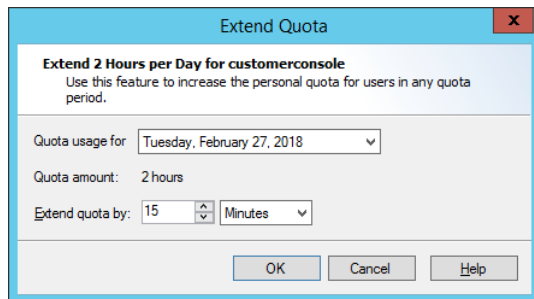 Extend Quota
x
Extend 2 Hours per Day for customerconsole
Use this feature to increase the personal quota for users in any quota
period.
Quota usage for Tuesday, February 27, 2018
Quota amount: 2 hours
Extend quota by: 15 Minutes
OK Cancel Help